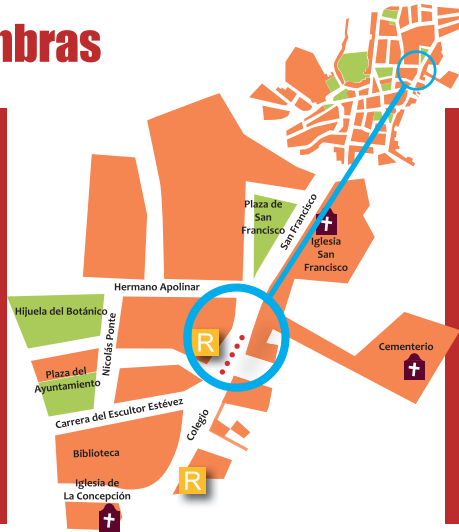 mbras
Plaza de
San
Francisco
San Francisco
Iglesia
San
Francisco
Hermano Apolinar
Hijuela del Botánico
Nicolás Ponte
R
Cementerio
Plaza del
Ayuntamiento
Carrera del Escultor Estévez
Colegio
Biblioteca
R
Iglesia de
La Concepción